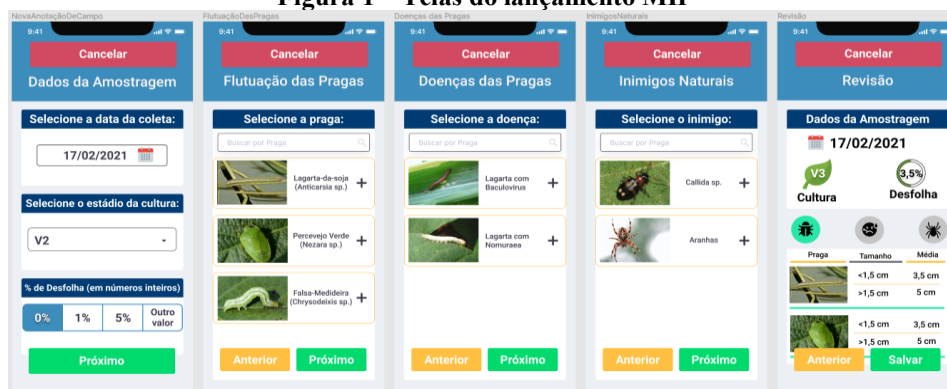 Figura 1 – Telas do lançamento MIP
NovaAnotaçãoDeCampo
9:41
Cancelar
Dados da Amostragem
Selecione a data da coleta:
17/02/2021
Selecione o estádio da cultura:
V2
% de Desfolha (em números inteiros)
0% 1% 5% Outro
valor
Próximo
FlutuaçãoDasPragas
9:41
Cancelar
Flutuação das Pragas
Selecione a praga:
Buscar por Praga
Lagarta-da-soja
(Anticarsia sp.) +
Percevejo Verde
(Nezara sp.) +
Falsa-Medideira
(Chrysodeixis sp.) +
Anterior Próximo
Doenças das Pragas
9:41
Cancelar
Doenças das Pragas
Selecione a doença:
Buscar por Praga
Lagarta com
Baculovirus +
Lagarta com
Nomuraea +
Anterior Próximo
InimigosNaturais
9:41
Cancelar
Inimigos Naturais
Selecione o inimigo:
Buscar por Praga
Callida sp. +
Aranhas +
Anterior Próximo
Revisão
9:41
Cancelar
Revisão
Dados da Amostragem
17/02/2021
V3 3,5%
Cultura Desfolha
Praga Tamanho Média
<1,5 cm 3,5 cm
>1,5 cm 5 cm
<1,5 cm 3,5 cm
>1,5 cm 5 cm
Anterior Salvar